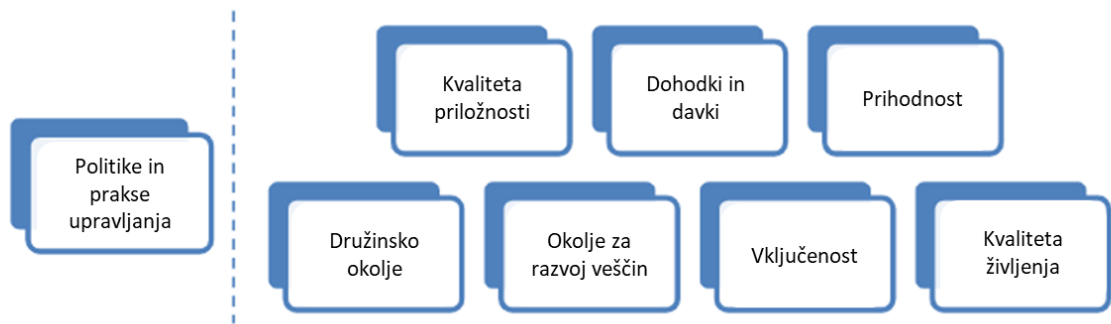 Politike in
prakse
upravljanja
Kvaliteta
priložnosti
Dohodki in
davki
Prihodnost
Družinsko
okolje
Okolje za
razvoj veščin
Vključenost
Kvaliteta
življenja